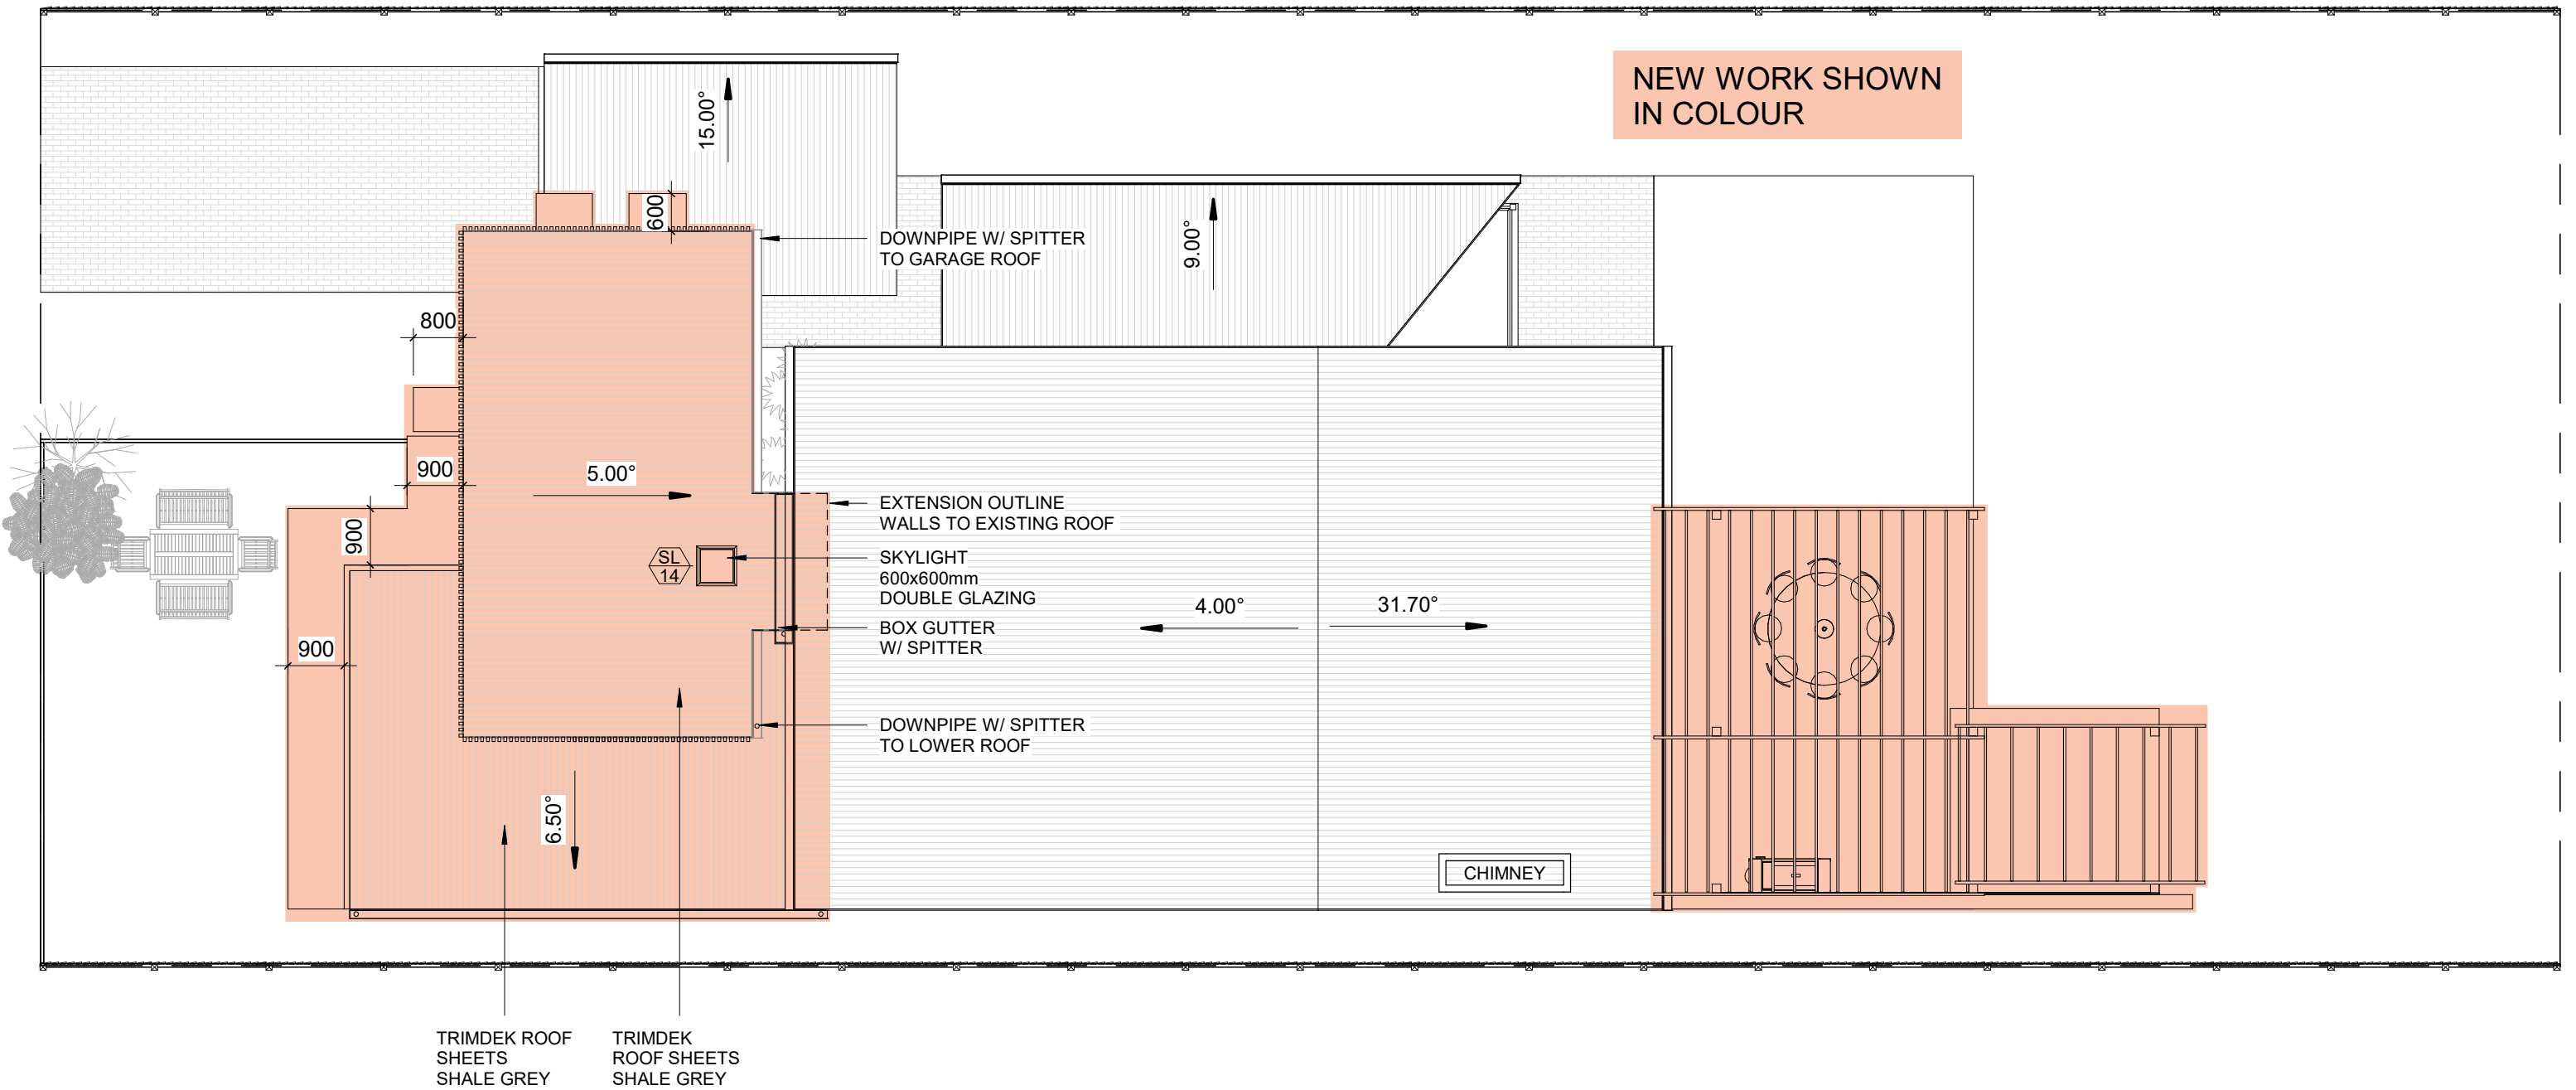 NEW WORK SHOWN
IN COLOUR
15.00°
600
DOWNPIPE W/ SPITTER
TO GARAGE ROOF
9.00°
800
900
5.00°
EXTENSION OUTLINE
WALLS TO EXISTING ROOF
900
SL
14
SKYLIGHT
600x600mm
DOUBLE GLAZING
4.00°
31.70°
BOX GUTTER
W/ SPITTER
900
DOWNPIPE W/ SPITTER
TO LOWER ROOF
6.50°
CHIMNEY
TRIMDEK ROOF
SHEETS
SHALE GREY
TRIMDEK
ROOF SHEETS
SHALE GREY